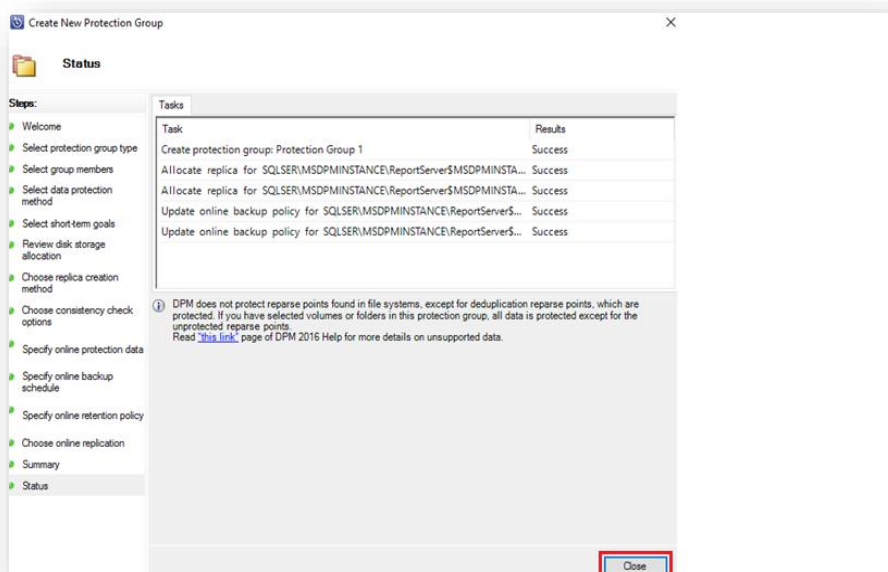 Create New Protection Group
Status
Steps:
Welcome
Select protection group type
Select group members
Select data protection
method
Select short-term goals
Review disk storage
allocation
Choose replica creation
method
Choose consistency check
options
Specify online protection data
Specify online backup
schedule
Specify online retention policy
Choose online replication
Summary
Status
Tasks
Task Results
Create protection group: Protection Group 1 Success
Allocate replica for SQLSER\MSDPMINSTANCE\ReportServer$MSDPMINSTA... Success
Allocate replica for SQLSER\MSDPMINSTANCE\ReportServer$MSDPMINSTA... Success
Update online backup policy for SQLSER\MSDPMINSTANCE\ReportServer$... Success
Update online backup policy for SQLSER\MSDPMINSTANCE\ReportServer$... Success
DPM does not protect reparse points found in file systems, except for deduplication reparse points, which are
protected. If you have selected volumes or folders in this protection group, all data is protected except for the
unprotected reparse points.
Read "this link" page of DPM 2016 Help for more details on unsupported data.
Close